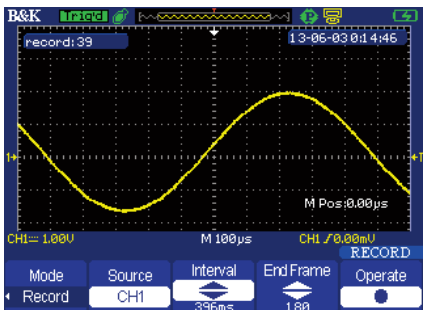 B&K Trig'd
record:39 13-06-03 0:14:46
1
T
M Pos:0.00µs
CH1 1.00V M 100µs CH1 0.00mV
RECORD
Mode Source Interval End Frame Operate
Record CH1 396ms 180